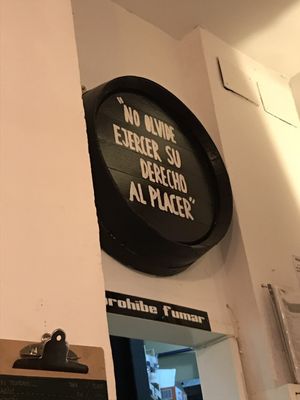 "NO OLVIDE
EJERCER SU
DERECHO
AL PLACER"
prohibe fumar